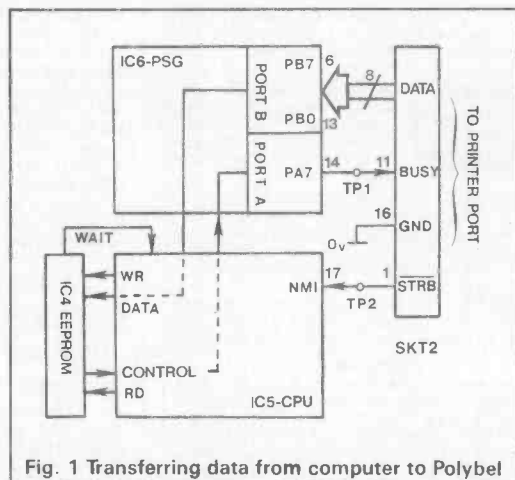 IC6-PSG
PORT B
PORT A
PB7
PB0
PA7
6
13
8
DATA
14
TP1
11
BUSY
16
GND
0v
17
TP2
1
STRB
SKT2
TO PRINTER PORT
WAIT
IC4 EEPROM
WR
DATA
CONTROL
RD
NMI
IC5-CPU
Fig. 1 Transferring data from computer to Polybel